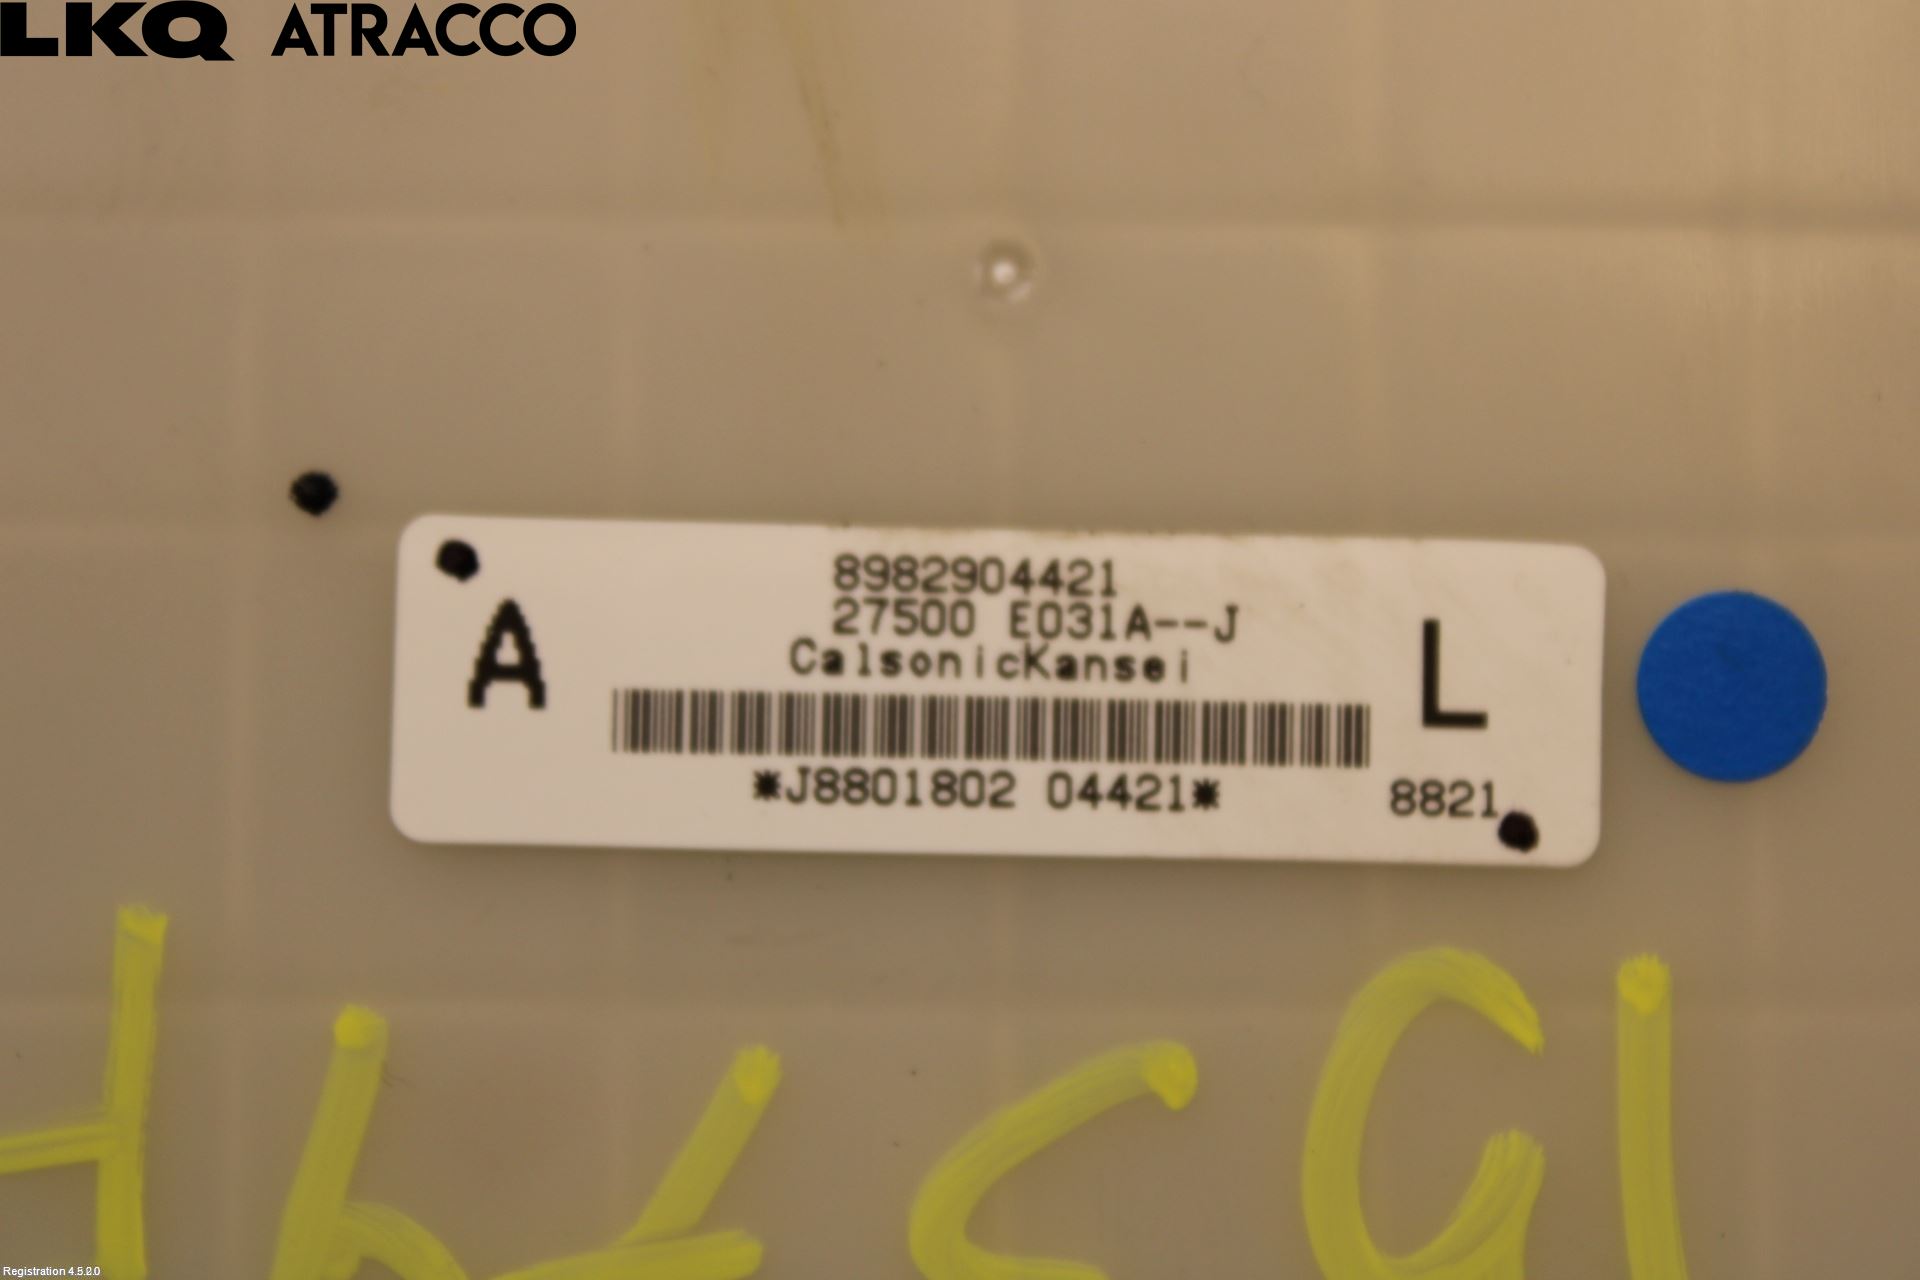 LKQ ATRACCO
8982904421
27500 E031A--J
CalsonicKansei
A
L
*J8801802 04421*
8821
Registration 4.5.2.0